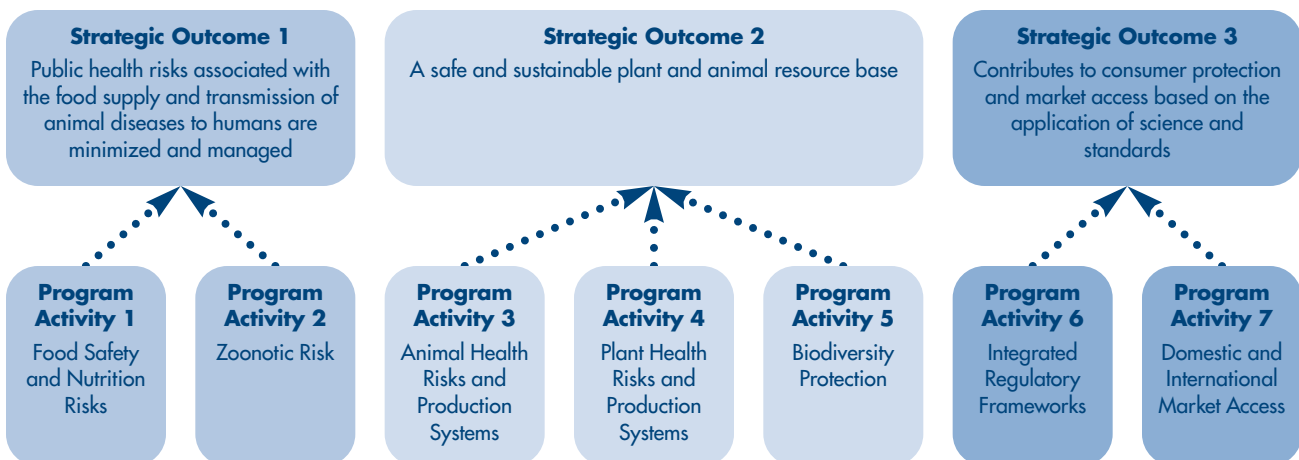 Strategic Outcome 1
Public health risks associated with
the food supply and transmission of
animal diseases to humans are
minimized and managed
Strategic Outcome 2
A safe and sustainable plant and animal resource base
Strategic Outcome 3
Contributes to consumer protection
and market access based on the
application of science and
standards
Program
Activity 1
Food Safety
and Nutrition
Risks
Program
Activity 2
Zoonotic Risk
Program
Activity 3
Animal Health
Risks and
Production
Systems
Program
Activity 4
Plant Health
Risks and
Production
Systems
Program
Activity 5
Biodiversity
Protection
Program
Activity 6
Integrated
Regulatory
Frameworks
Program
Activity 7
Domestic and
International
Market Access